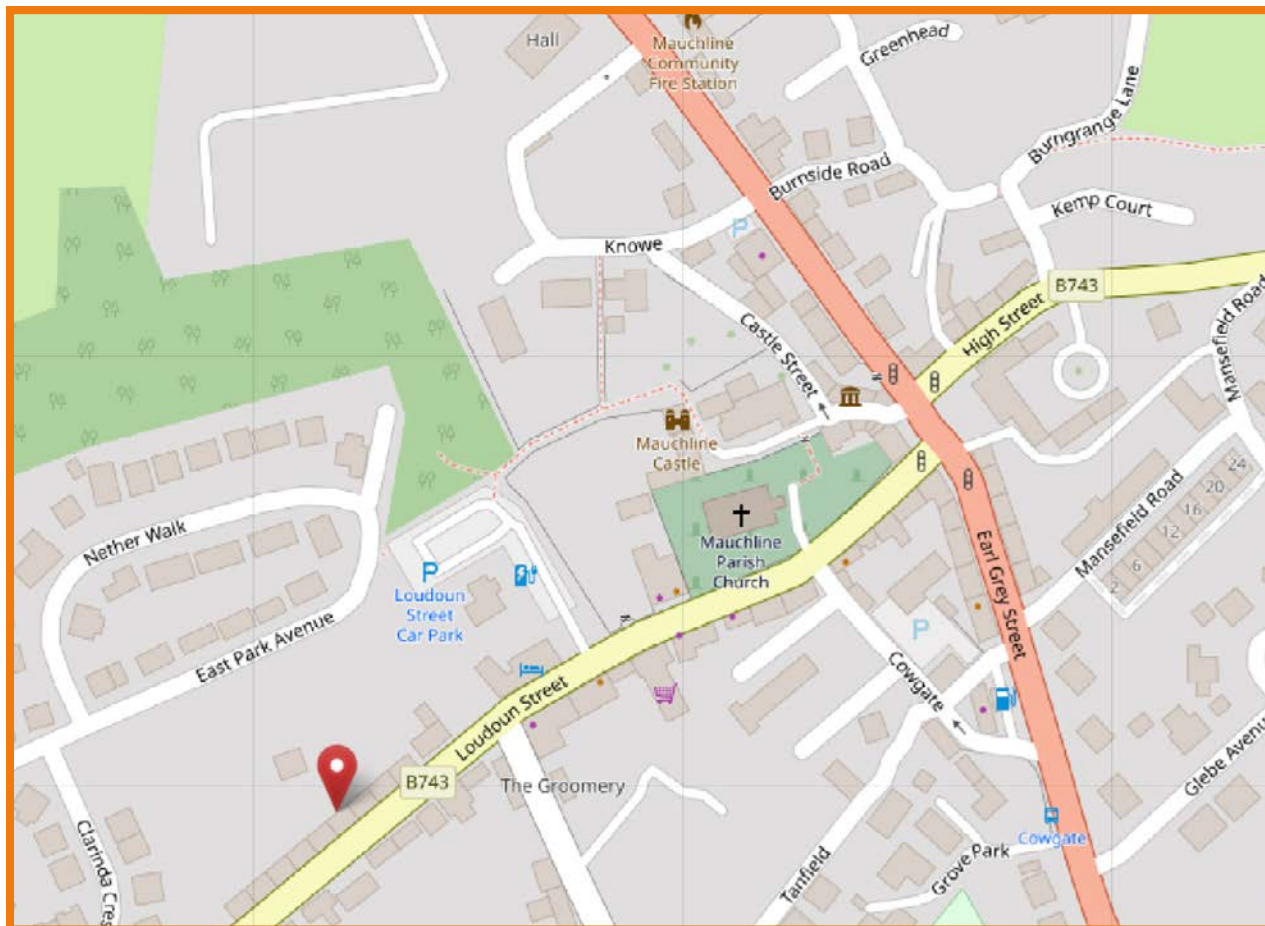 Hall
Mauchline
Community
Fire Station
Greenhead
Burngrange Lane
Burnside Road
Kemp Court
Knowe
B743
High Street
Mansefield Road
Castle Street
Mauchline
Castle
Nether Walk
Mauchline
Parish
Church
24
20
16
12
6
2
Mansefield Road
Earl Grey Street
P
P
Loudoun
Street
Car Park
East Park Avenue
P
Cowgate
Loudoun Street
B743
The Groomery
Glebe Avenue
Clarinda Cres
Cowgate
Grove Park
Tanfield